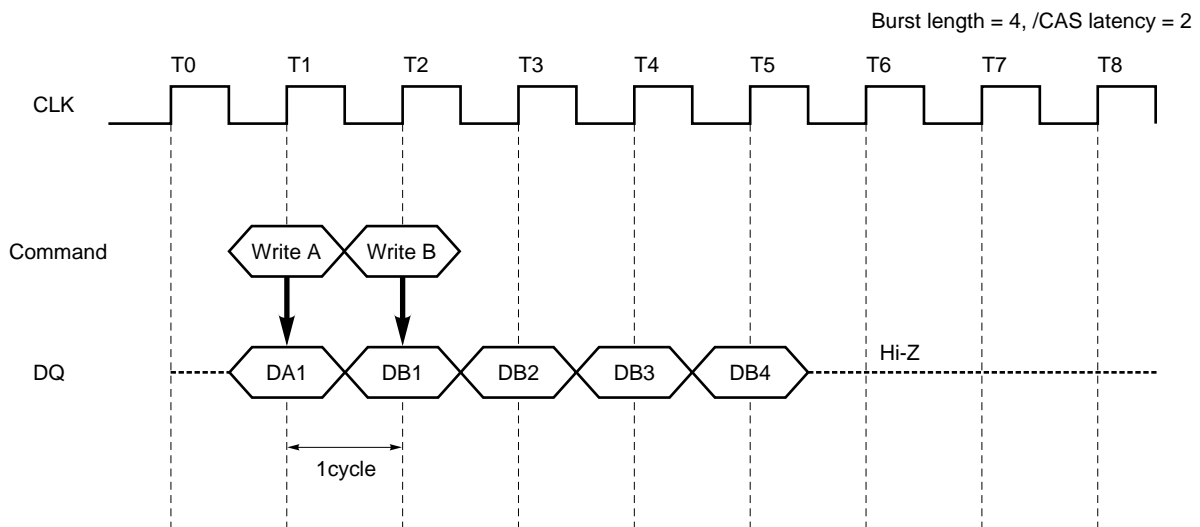 Burst length = 4, /CAS latency = 2
T0 T1 T2 T3 T4 T5 T6 T7 T8
CLK
Command Write A Write B
Hi-Z
DQ DA1 DB1 DB2 DB3 DB4
1cycle